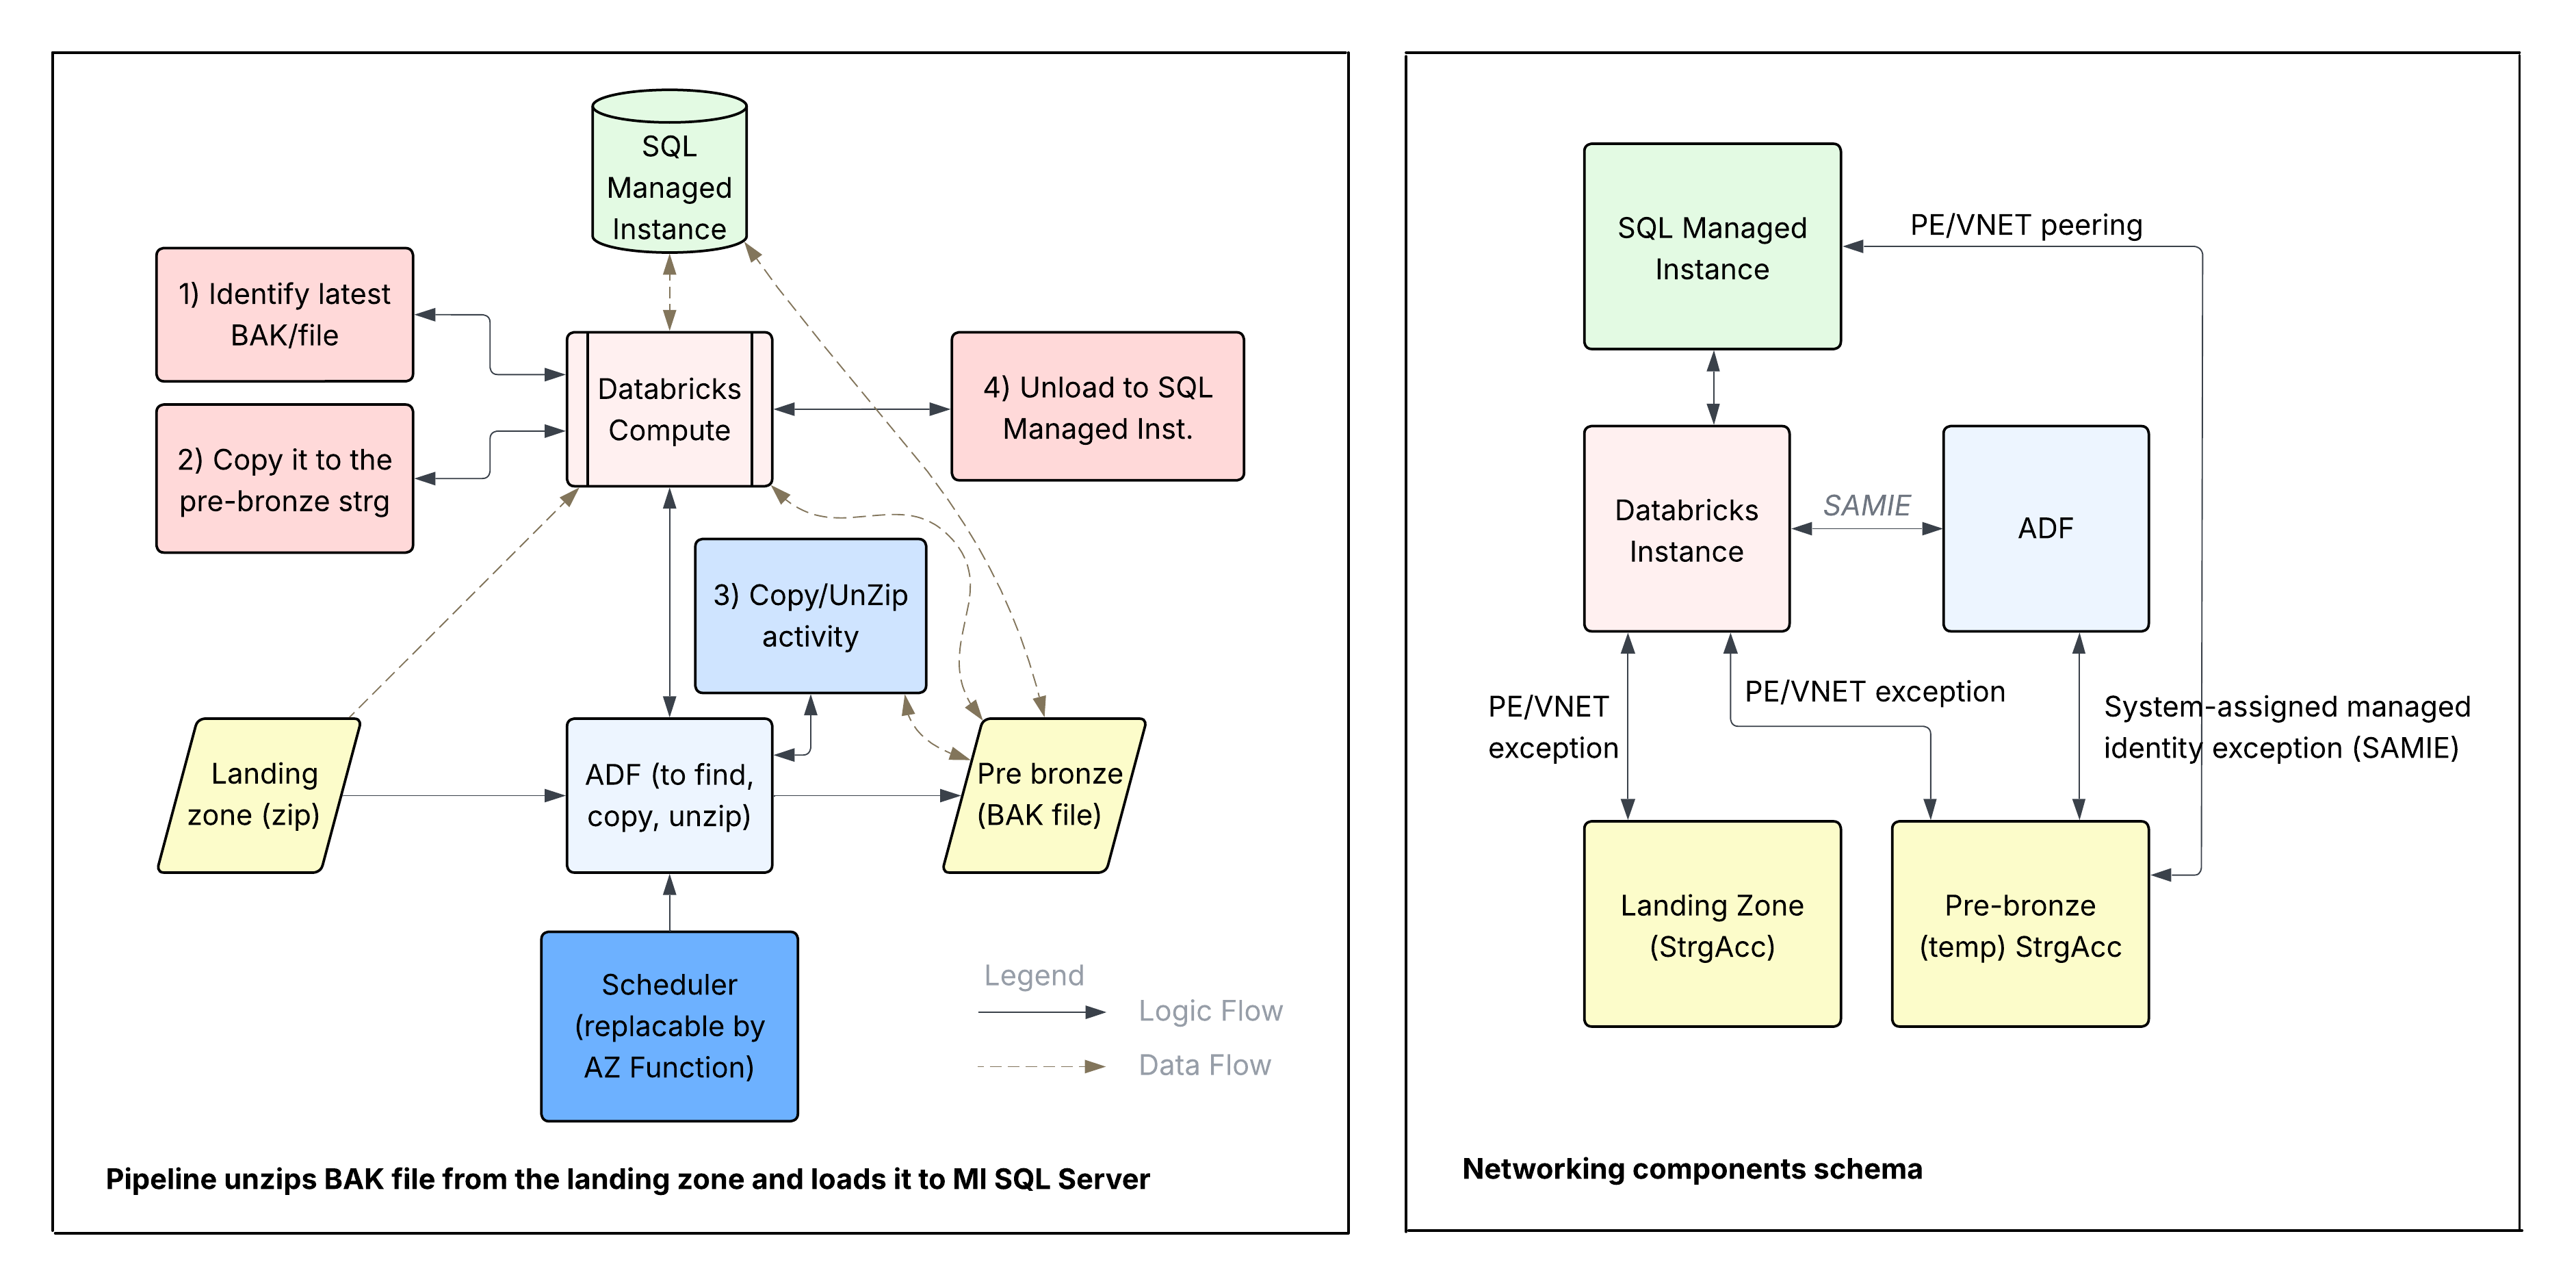 SQL
Managed
Instance
1) Identify latest
BAK/file
2) Copy it to the
pre-bronze strg
Databricks
Compute
4) Unload to SQL
Managed Inst.
3) Copy/UnZip
activity
Landing
zone (zip)
ADF (to find,
copy, unzip)
Pre bronze
(BAK file)
Scheduler
(replacable by
AZ Function)
Legend
Logic Flow
Data Flow
Pipeline unzips BAK file from the landing zone and loads it to MI SQL Server
SQL Managed
Instance
PE/VNET peering
Databricks
Instance
SAMIE
ADF
PE/VNET
exception
PE/VNET exception
System-assigned managed
identity exception (SAMIE)
Landing Zone
(StrgAcc)
Pre-bronze
(temp) StrgAcc
Networking components schema